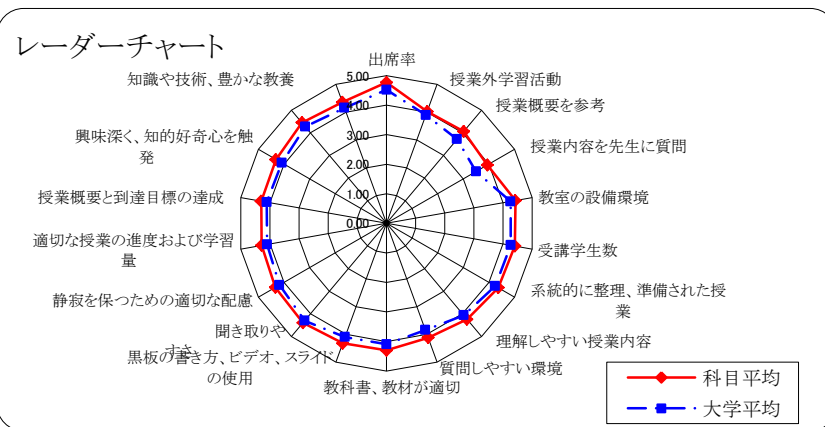 レーダーチャート
出席率
授業外学習活動
授業概要を参考
授業内容を先生に質問
教室の設備環境
受講学生数
系統的に整理、準備された授
業
理解しやすい授業内容
質問しやすい環境
教科書、教材が適切
黒板の書き方、ビデオ、スライド
の使用
聞き取りや
すさ
静寂を保つための適切な配慮
適切な授業の進度および学習
量
授業概要と到達目標の達成
興味深く、知的好奇心を触
発
知識や技術、豊かな教養
5.00
4.00
3.00
2.00
1.00
0.00
科目平均
大学平均